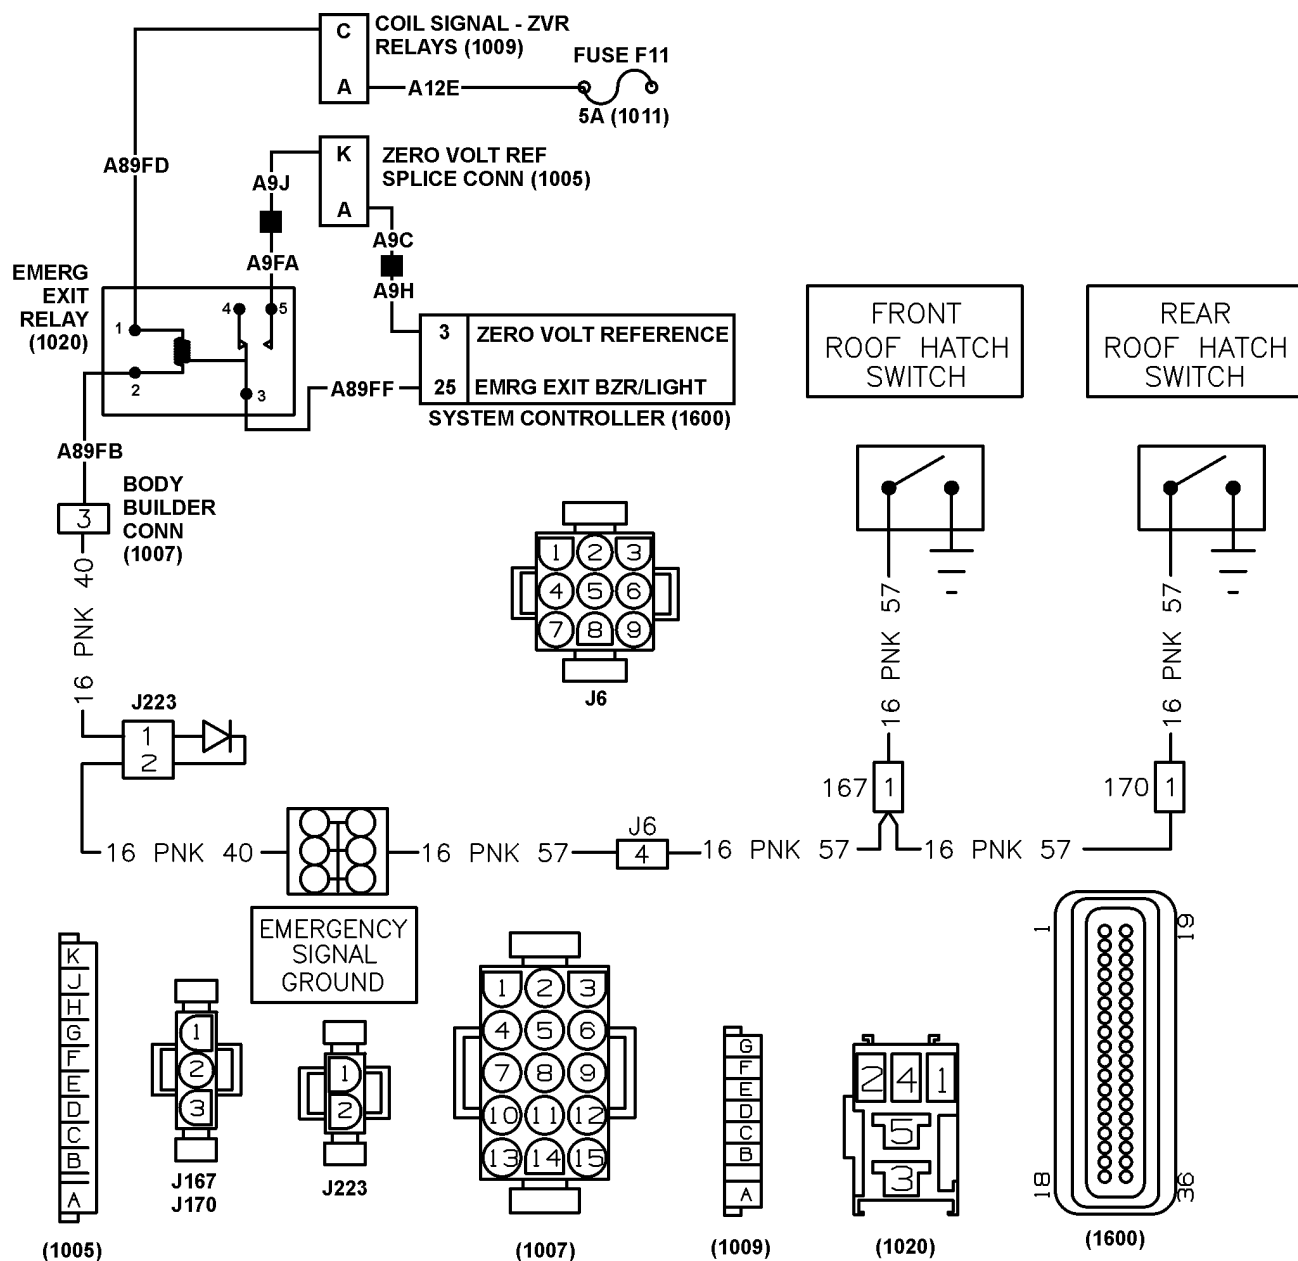 C
COIL SIGNAL - ZVR
RELAYS (1009)
A
A12E
FUSE F11
5A (1011)
A89FD
K
ZERO VOLT REF
SPLICE CONN (1005)
A
A9J
A9C
A9FA
A9H
EMERG
EXIT
RELAY
(1020)
1
2
4
5
3
3
ZERO VOLT REFERENCE
25
EMRG EXIT BZR/LIGHT
SYSTEM CONTROLLER (1600)
A89FF
A89FB
FRONT
ROOF HATCH
SWITCH
REAR
ROOF HATCH
SWITCH
3
BODY
BUILDER
CONN
(1007)
16 PNK 40
1
2
3
4
5
6
7
8
9
J6
16 PNK 57
16 PNK 57
J223
1
2
167
1
170
1
16 PNK 40
16 PNK 57
J6
4
16 PNK 57
16 PNK 57
EMERGENCY
SIGNAL
GROUND
K
J
H
G
F
E
D
C
B
A
(1005)
1
2
3
J167
J170
1
2
J223
1
2
3
4
5
6
7
8
9
10
11
12
13
14
15
(1007)
G
F
E
D
C
B
A
(1009)
2
4
1
5
3
(1020)
1
19
18
36
(1600)